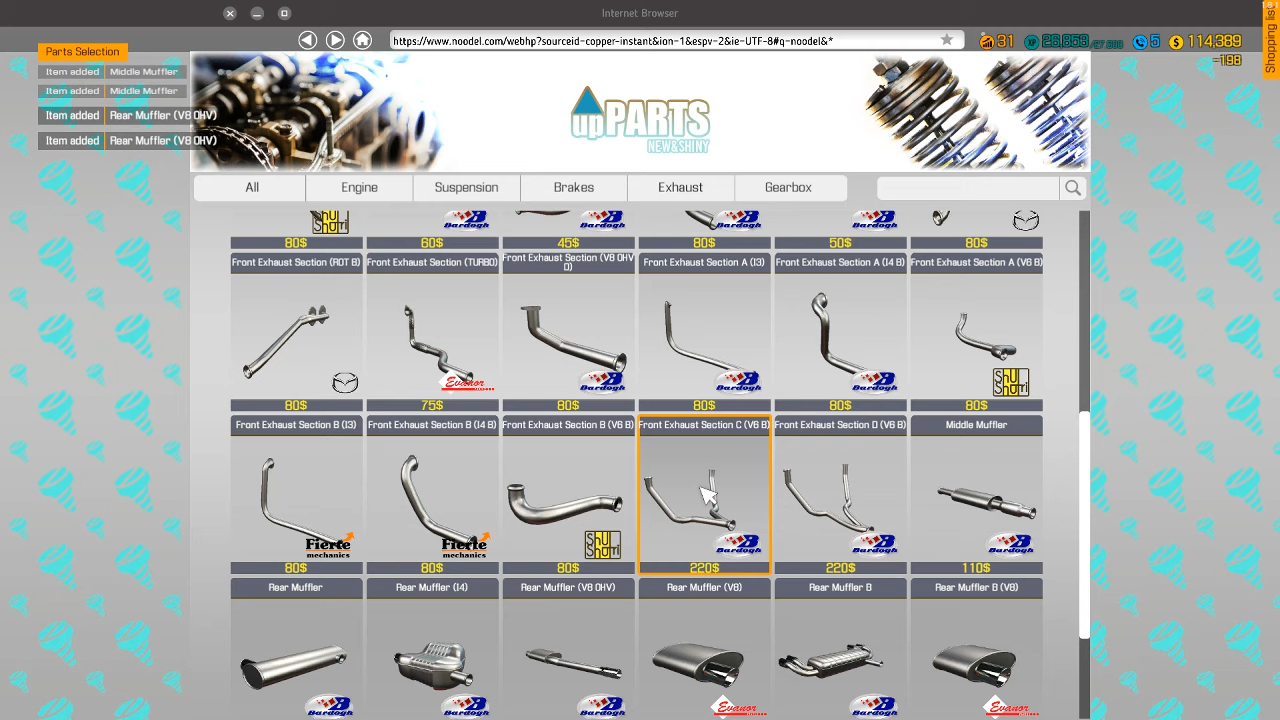 Internet Browser
https://www.noodel.com/webhp?sourceid-copper-instant&ion-1&espv-2&ie-UTF-8#q-noodel&*
31
5
114,389
-198
Shopping list
Parts Selection
Item added Middle Muffler
Item added Middle Muffler
Item added Rear Muffler (V8 OHV)
Item added Rear Muffler (V8 OHV)
upPARTS
NEW&SHINY
All Engine Suspension Brakes Exhaust Gearbox
Bardogh Bardogh Bardogh Bardogh
80$ 60$ 45$ 80$ 50$ 80$
Front Exhaust Section (ROT B) Front Exhaust Section (TURBO) Front Exhaust Section (V8 OHV D) Front Exhaust Section A (I3) Front Exhaust Section A (I4 B) Front Exhaust Section A (V6 B)
Evanor Bardogh Bardogh Bardogh Shu Shurri
80$ 75$ 80$ 80$ 80$ 80$
Front Exhaust Section B (I3) Front Exhaust Section B (I4 B) Front Exhaust Section B (V6 B) Front Exhaust Section C (V6 B) Front Exhaust Section D (V6 B) Middle Muffler
Fierte mechanics Fierte mechanics Shu Shurri Bardogh Bardogh Bardogh
80$ 80$ 80$ 220$ 220$ 110$
Rear Muffler Rear Muffler (I4) Rear Muffler (V8 OHV) Rear Muffler (V8) Rear Muffler B Rear Muffler B (V8)
Bardogh Bardogh Bardogh Evanor Bardogh Evanor